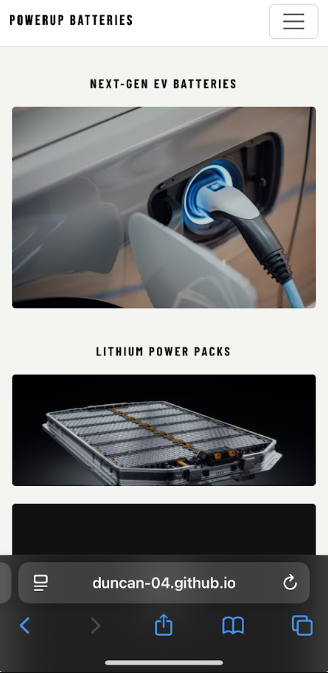 POWERUP BATTERIES
NEXT-GEN EV BATTERIES
LITHIUM POWER PACKS
duncan-04.github.io